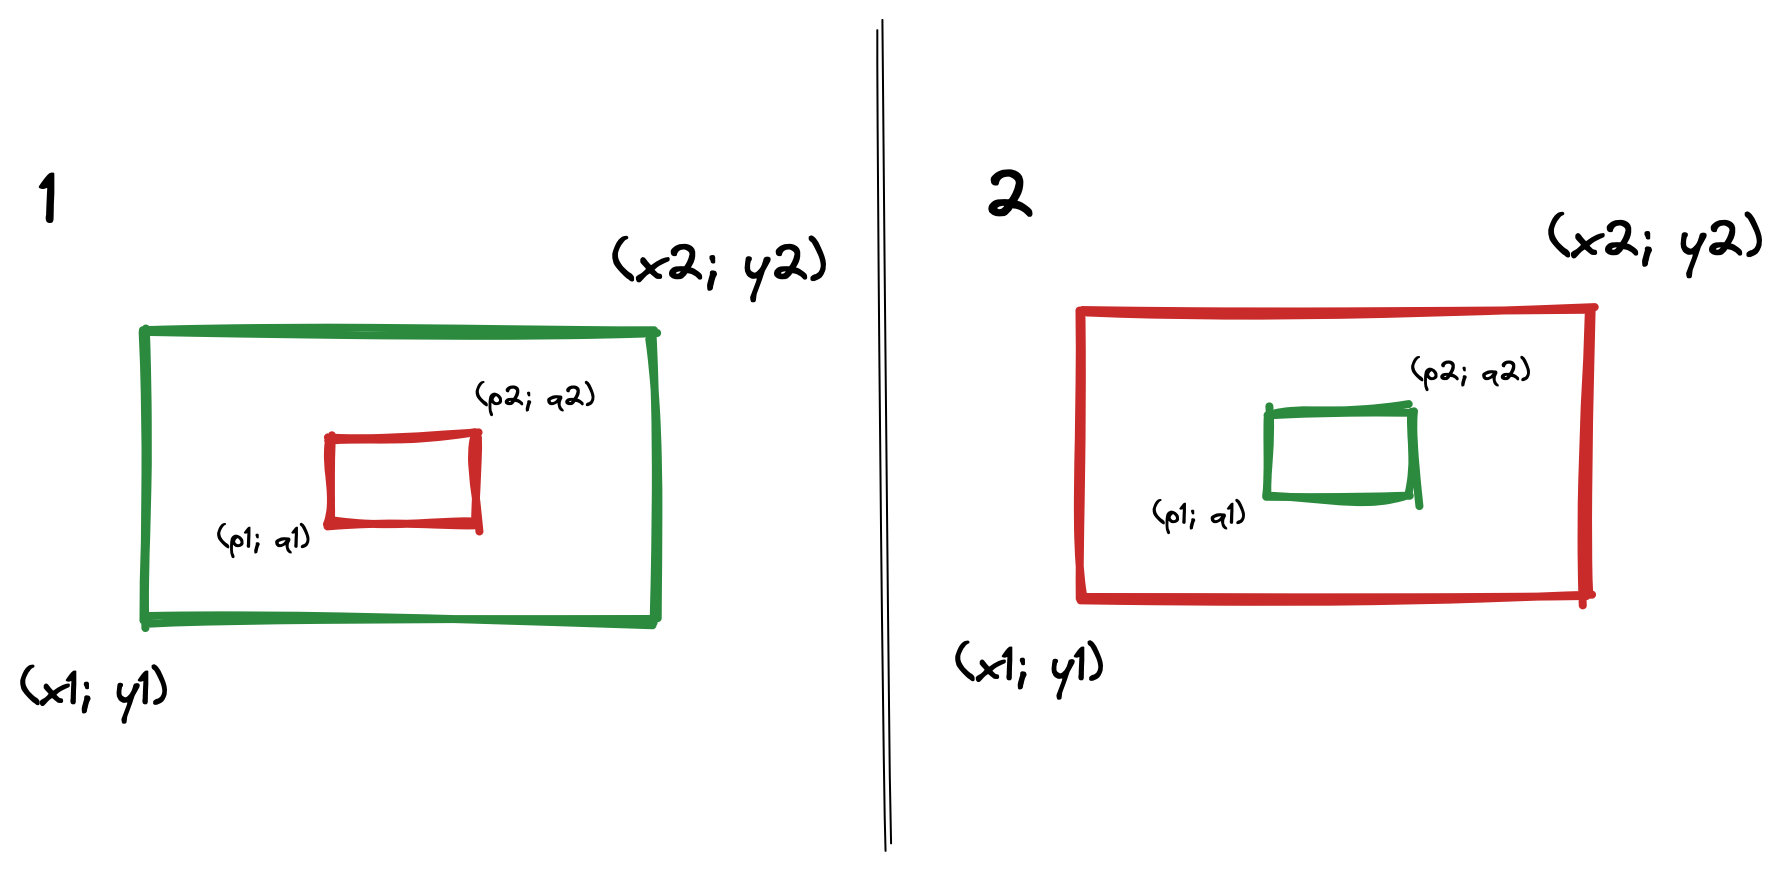 1
(x2; y2)
(p2; q2)
(p1; q1)
(x1; y1)
2
(x2; y2)
(p2; q2)
(p1; q1)
(x1; y1)